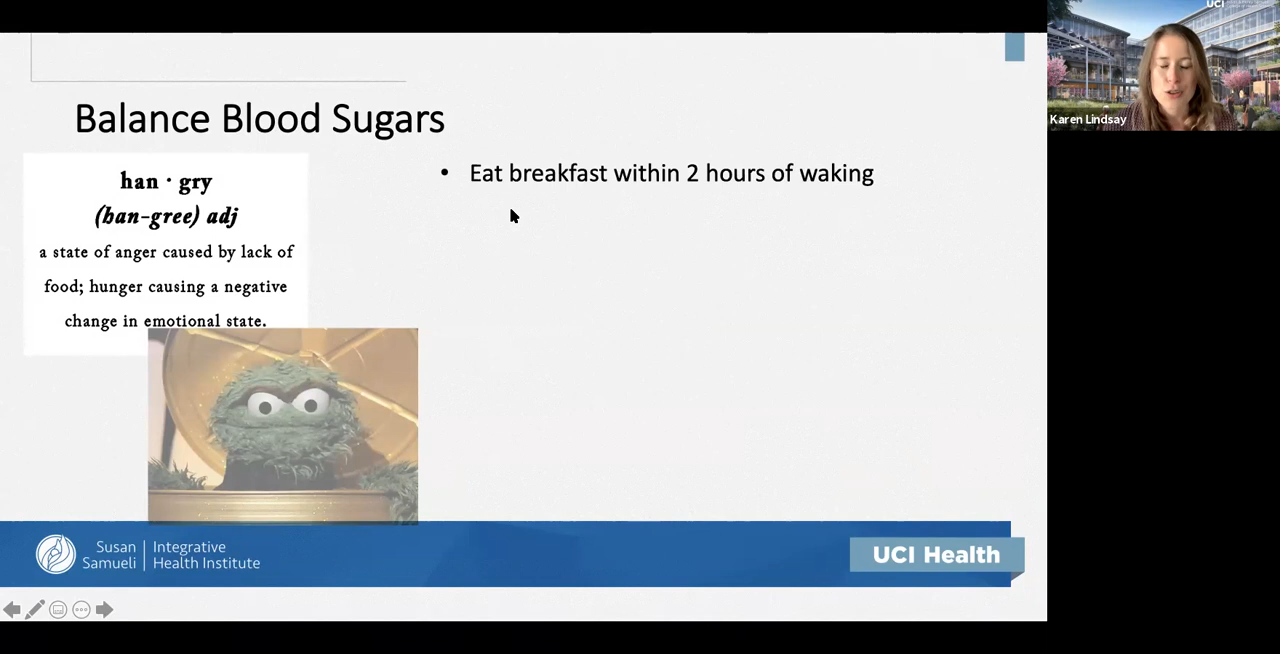 Balance Blood Sugars
han · gry
(han-gree) adj
a state of anger caused by lack of
food; hunger causing a negative
change in emotional state.
• Eat breakfast within 2 hours of waking
Susan
Samueli
Integrative
Health Institute
UCI Health
UCI
Karen Lindsay